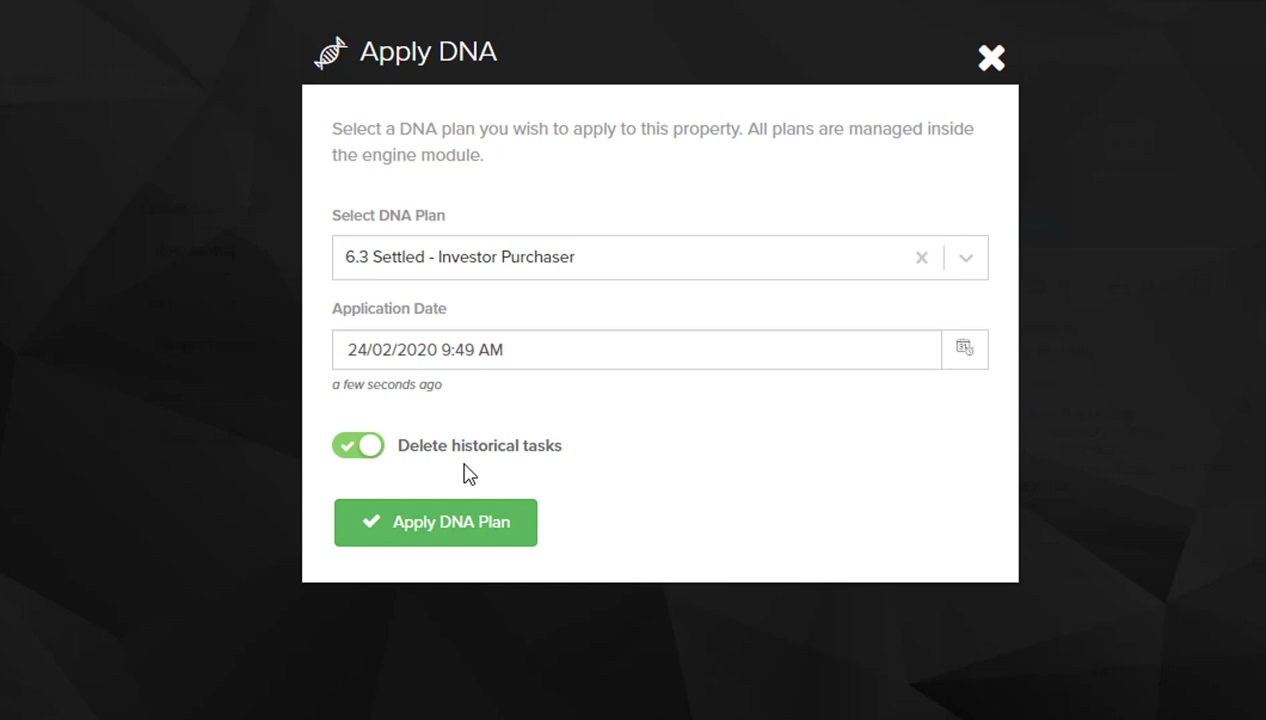 Apply DNA
Select a DNA plan you wish to apply to this property. All plans are managed inside
the engine module.
Select DNA Plan
6.3 Settled - Investor Purchaser
Application Date
24/02/2020 9:49 AM
a few seconds ago
Delete historical tasks
Apply DNA Plan